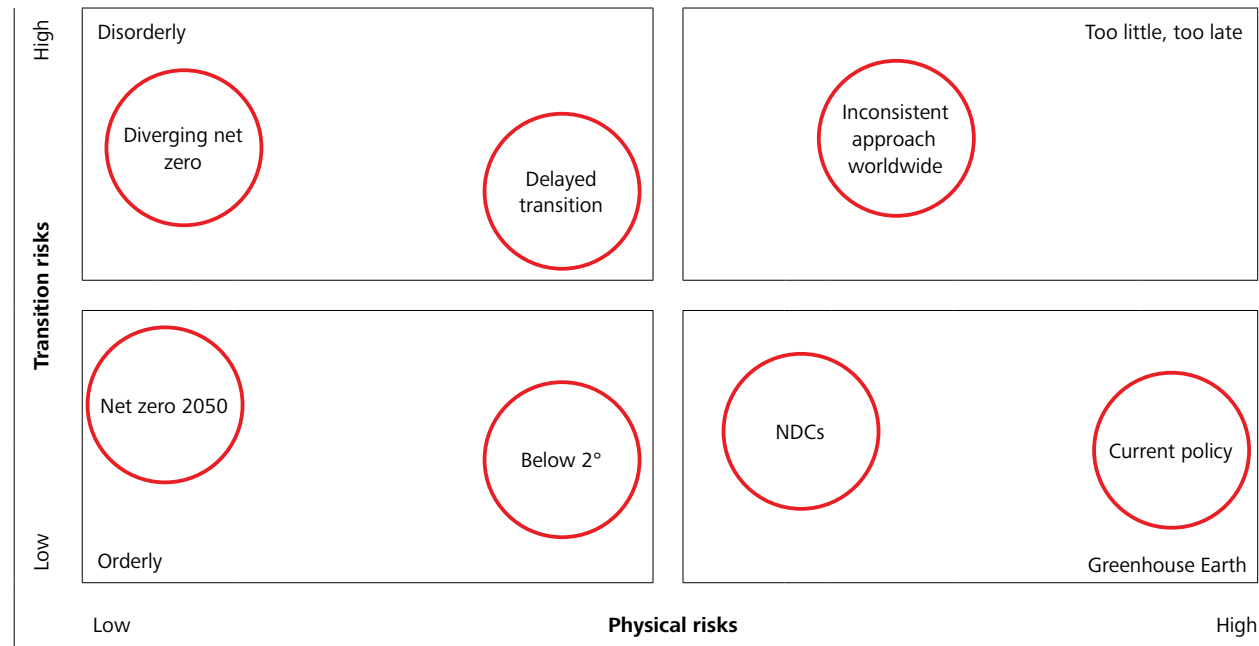 High
Transition risks
Low
Disorderly
Diverging net
zero
Delayed
transition
Too little, too late
Inconsistent
approach
worldwide
Net zero 2050
Below 2°
Orderly
NDCs
Current policy
Greenhouse Earth
Low
Physical risks
High